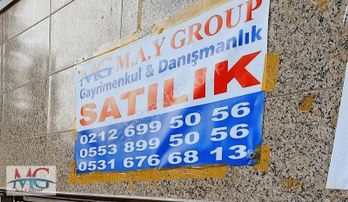 MG M.A.Y GROUP
Gayrimenkul & Danışmanlık
SATILIK
0212 699 50 56
0553 899 50 56
0531 676 68 13
MG